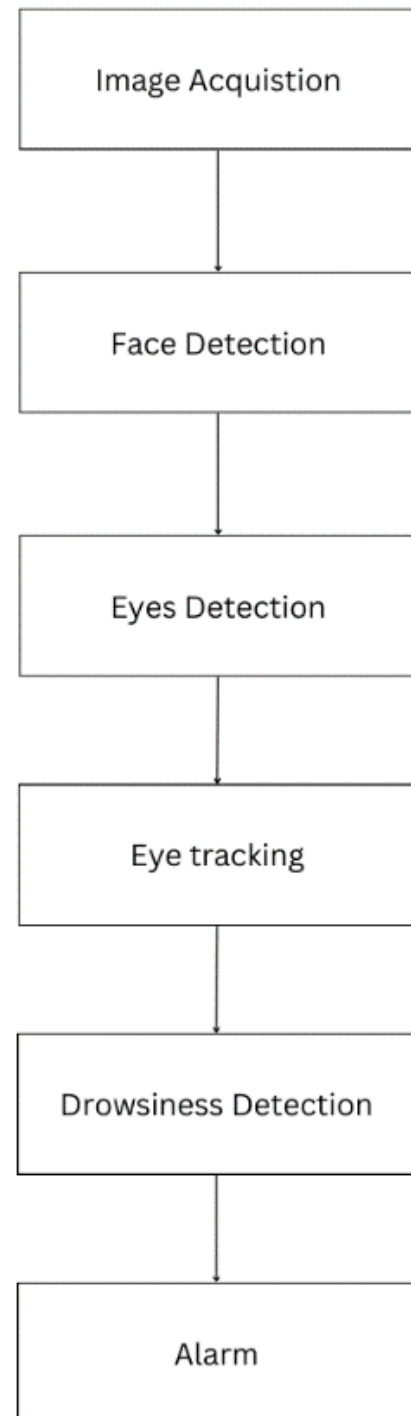 Image Acquistion
Face Detection
Eyes Detection
Eye tracking
Drowsiness Detection
Alarm